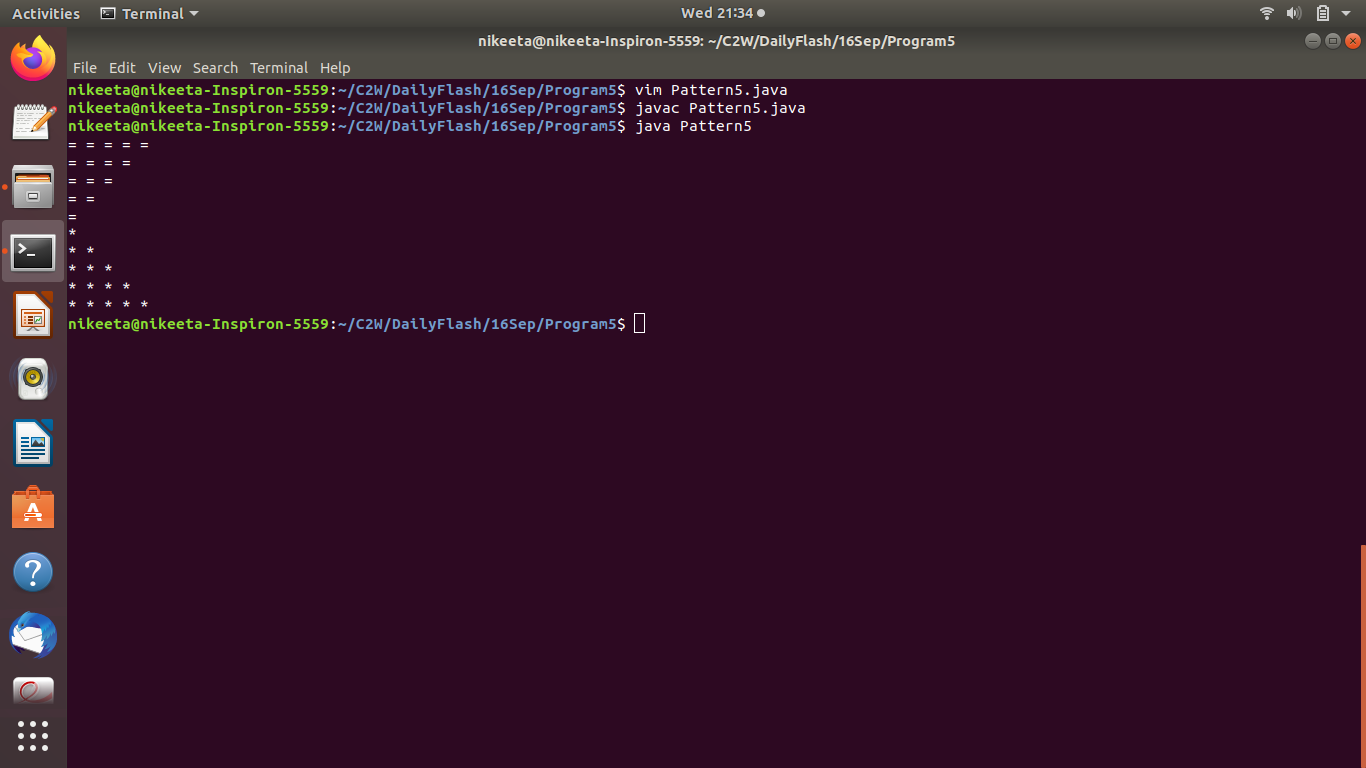 Activities Terminal Wed 21:34
nikeeta@nikeeta-Inspiron-5559: ~/C2W/DailyFlash/16Sep/Program5
File Edit View Search Terminal Help
nikeeta@nikeeta-Inspiron-5559:~/C2W/DailyFlash/16Sep/Program5$ vim Pattern5.java
nikeeta@nikeeta-Inspiron-5559:~/C2W/DailyFlash/16Sep/Program5$ javac Pattern5.java
nikeeta@nikeeta-Inspiron-5559:~/C2W/DailyFlash/16Sep/Program5$ java Pattern5
= = = = =
= = = =
= = =
= =
=
*
* *
* * *
* * * *
* * * * *
nikeeta@nikeeta-Inspiron-5559:~/C2W/DailyFlash/16Sep/Program5$